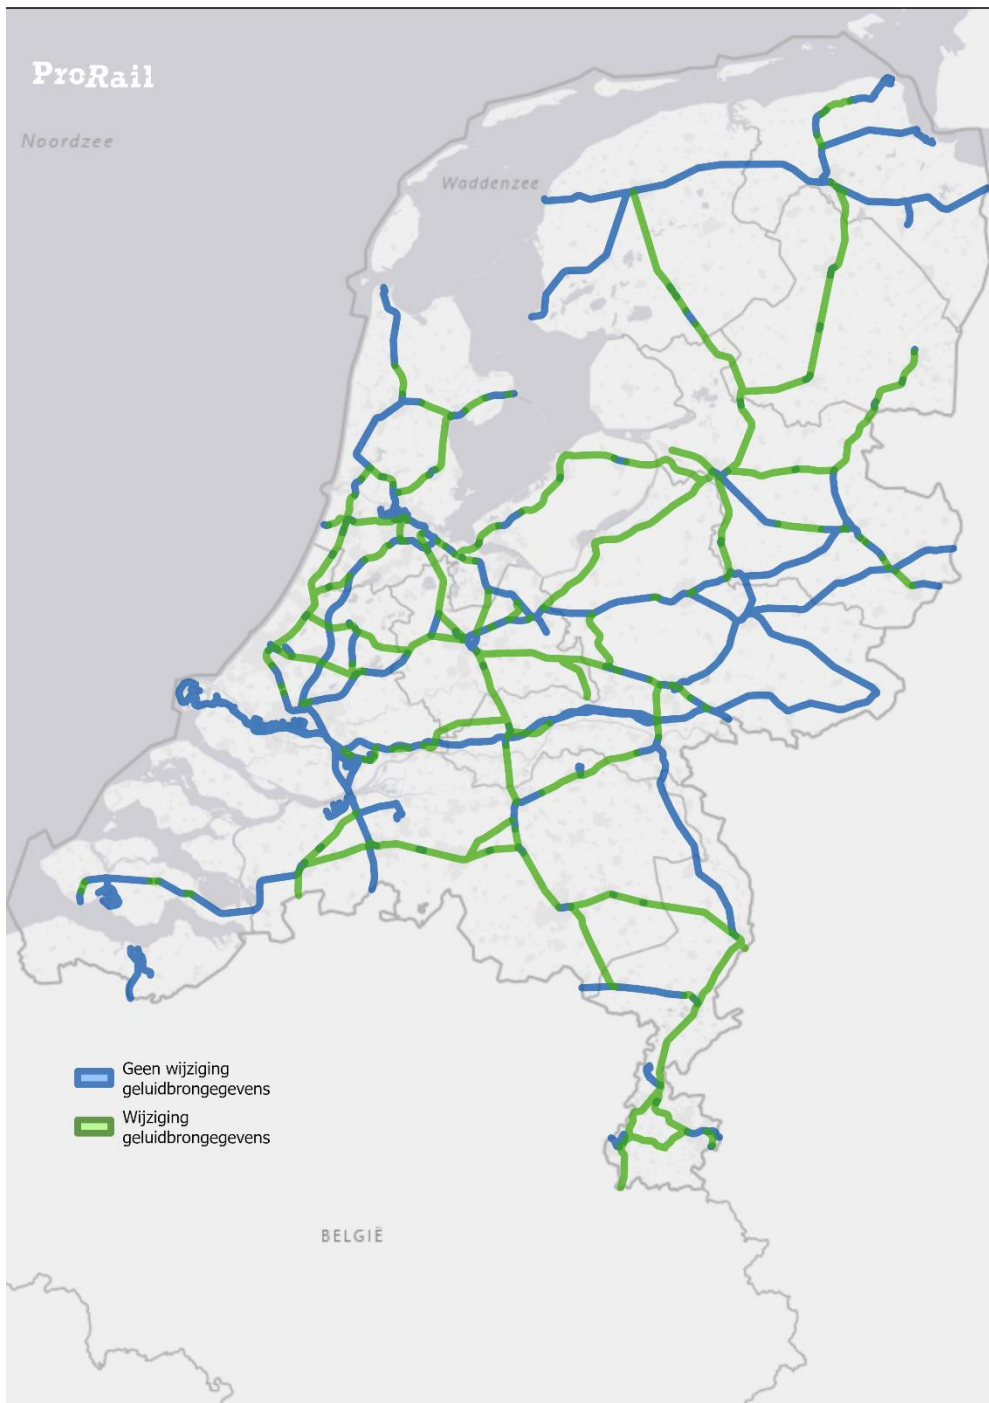 ProRail
Noordzee
Waddenzee
Geen wijziging
geluidbrongegevens
Wijziging
geluidbrongegevens
BELGIË